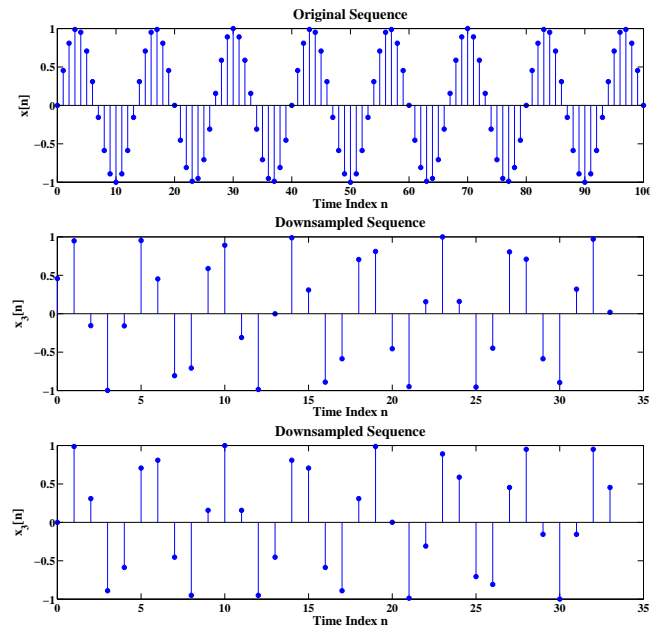 Original Sequence
1
0.5
0
−0.5
−1
x[n]
0 10 20 30 40 50 60 70 80 90 100
Time Index n
Downsampled Sequence
1
0.5
0
−0.5
−1
x_3[n]
0 5 10 15 20 25 30 35
Time Index n
Downsampled Sequence
1
0.5
0
−0.5
−1
x_3[n]
0 5 10 15 20 25 30 35
Time Index n